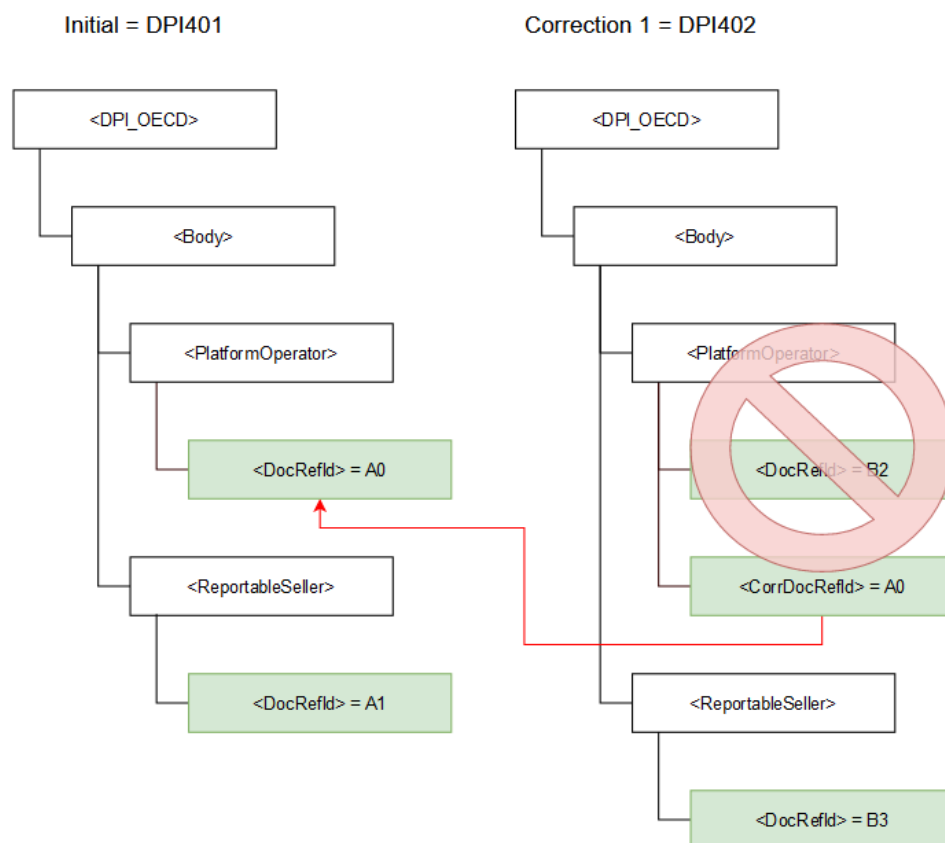 Initial = DPI401
<DPI_OECD>
<Body>
<PlatformOperator>
<DocRefId> = A0
<ReportableSeller>
<DocRefId> = A1
Correction 1 = DPI402
<DPI_OECD>
<Body>
<PlatformOperator>
<DocRefId> = B2
<CorrDocRefId> = A0
<ReportableSeller>
<DocRefId> = B3